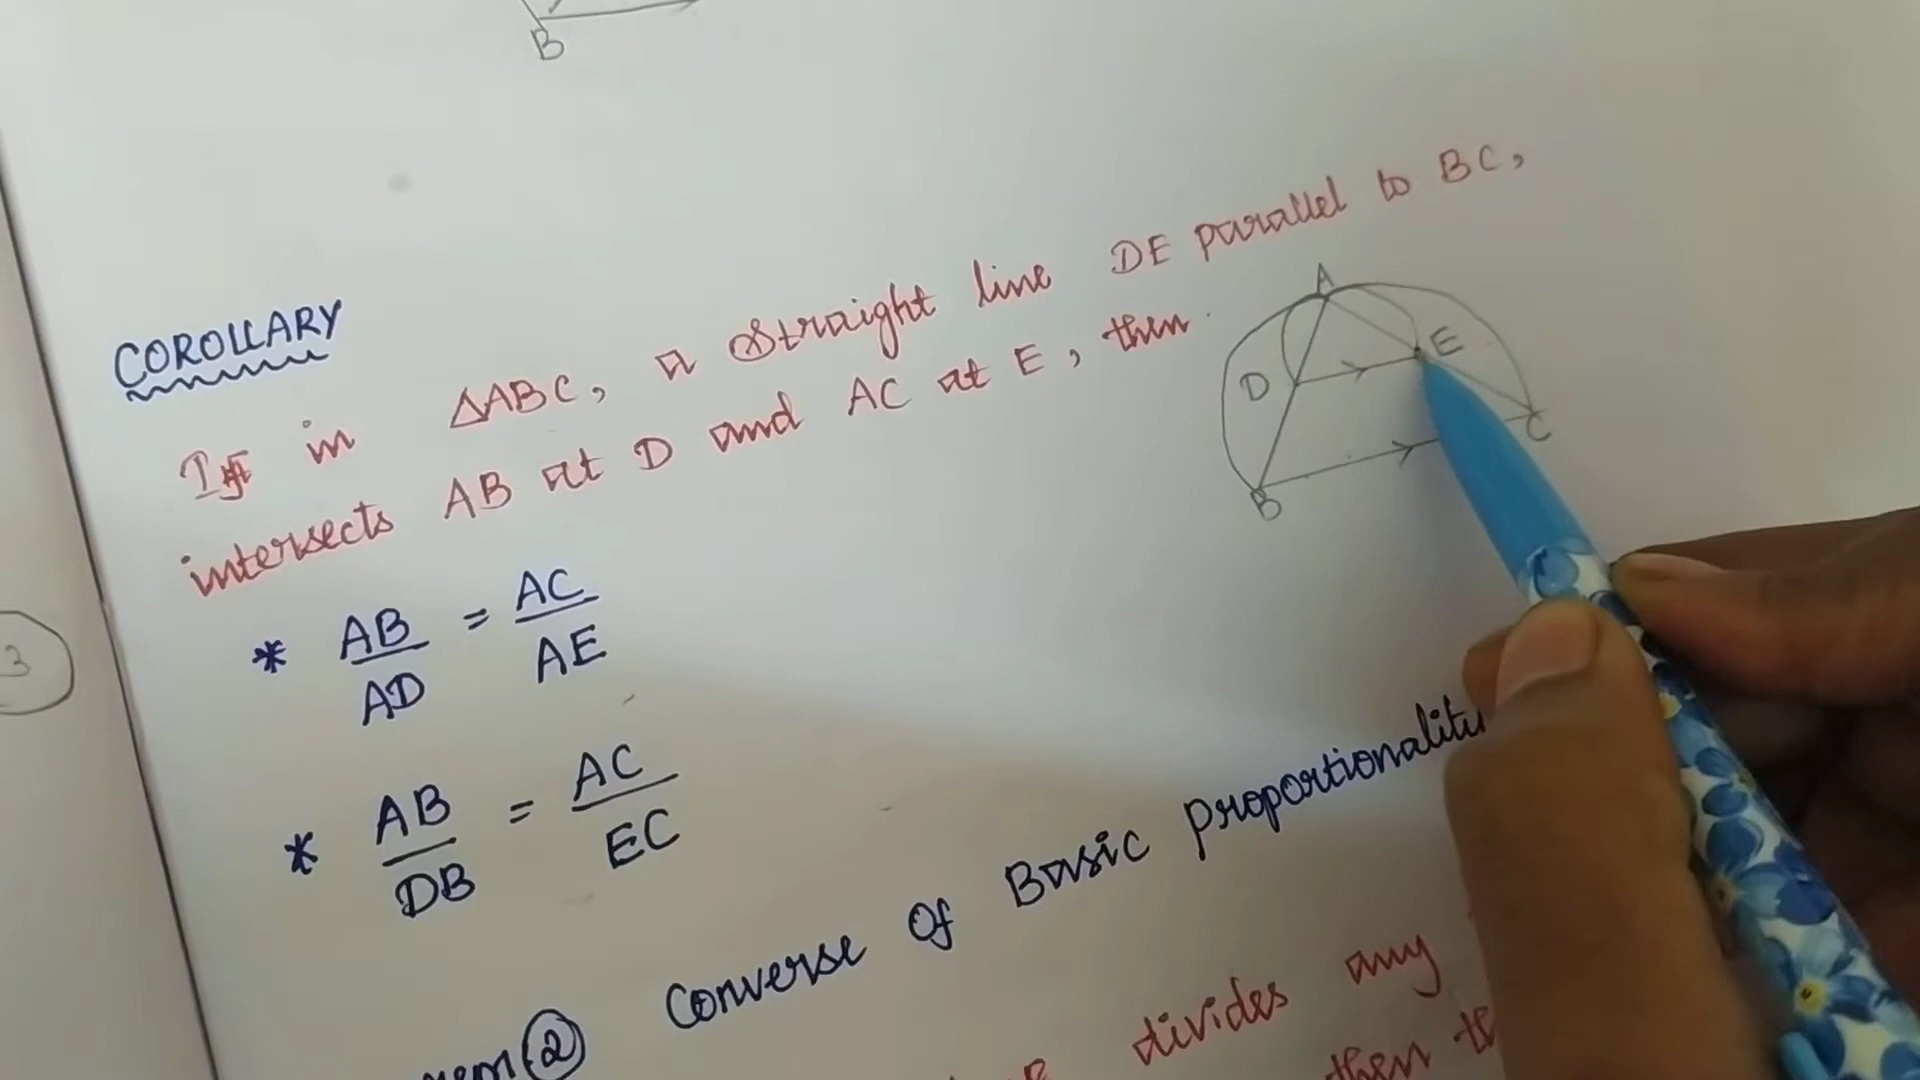 B
COROLLARY
If in △ABC, a straight line DE parallel to BC,
intersects AB at D and AC at E, then
A
D
E
B
C
* AB/AD = AC/AE
* AB/DB = AC/EC
3
② Converse of Basic proportionality
divides any
then